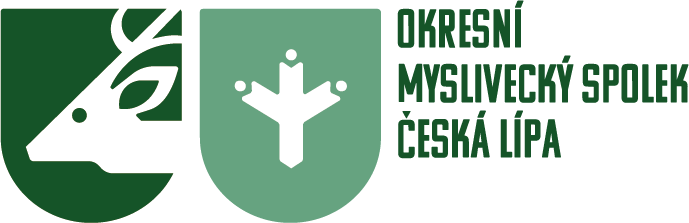 OKRESNÍ
MYSLIVECKÝ SPOLEK
ČESKÁ LÍPA